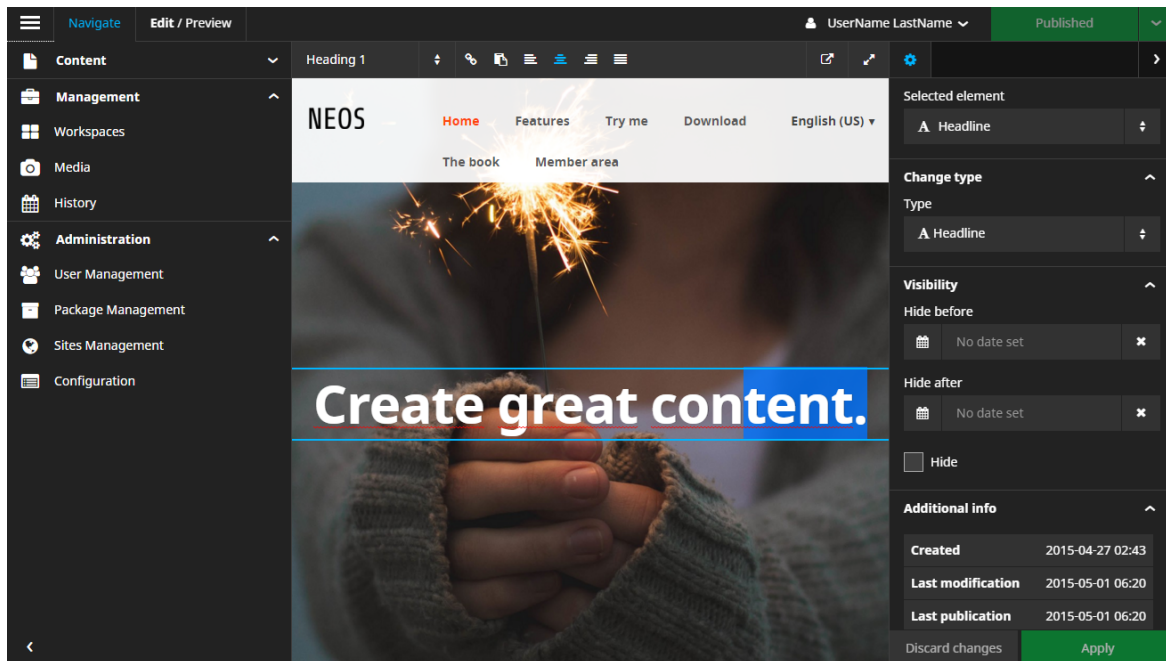 Navigate Edit / Preview UserName LastName Published
Content
Management
Workspaces
Media
History
Administration
User Management
Package Management
Sites Management
Configuration
Heading 1
NEOS
Home Features Try me Download English (US)
The book Member area
Create great content.
Selected element
A Headline
Change type
Type
A Headline
Visibility
Hide before
No date set
Hide after
No date set
Hide
Additional info
Created 2015-04-27 02:43
Last modification 2015-05-01 06:20
Last publication 2015-05-01 06:20
Discard changes Apply